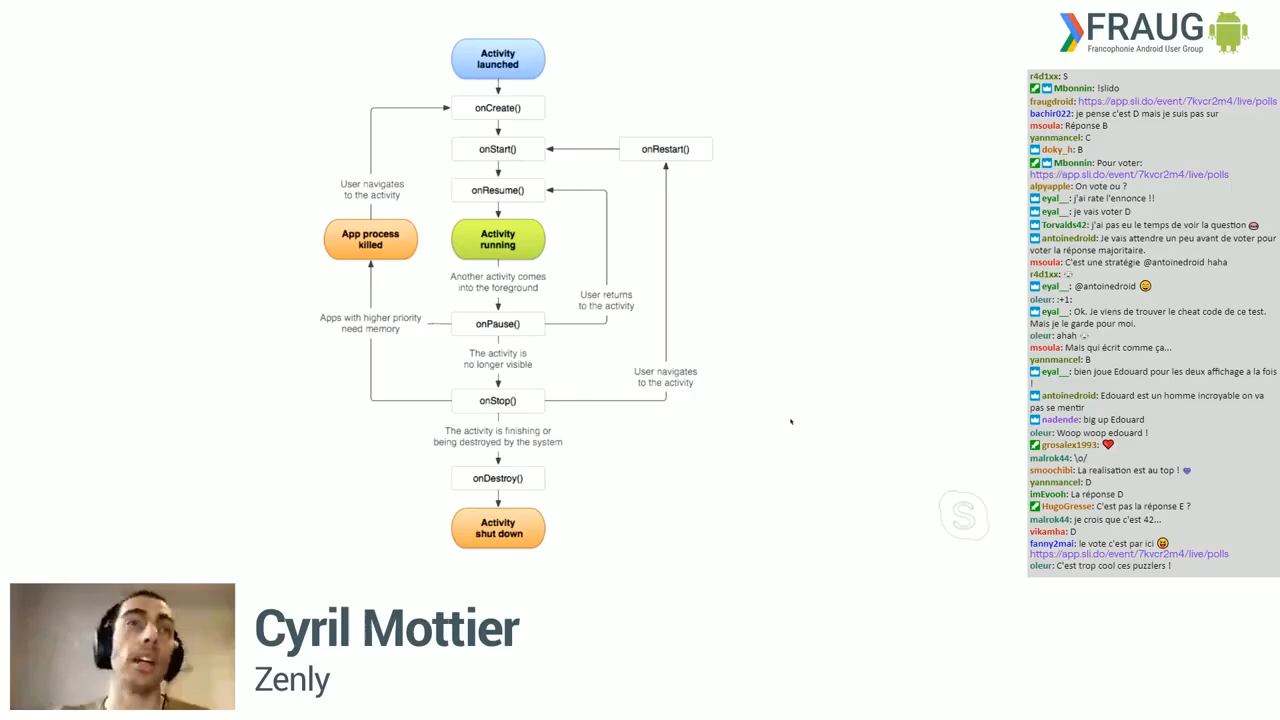 Activity
launched
onCreate()
onStart()
onRestart()
User navigates
to the activity
onResume()
App process
killed
Activity
running
Another activity comes
into the foreground
User returns
to the activity
Apps with higher priority
need memory
onPause()
The activity is
no longer visible
User navigates
to the activity
onStop()
The activity is finishing or
being destroyed by the system
onDestroy()
Activity
shut down
S
Cyril Mottier
Zenly
FRAUG
Francophonie Android User Group
r4d1xx: S
Mbonnin: !slido
fraugdroid: https://app.sli.do/event/7kvcr2m4/live/polls
bachir022: je pense c'est D mais je suis pas sur
msoula: Réponse B
yannmancel: C
doky_h: B
Mbonnin: Pour voter:
https://app.sli.do/event/7kvcr2m4/live/polls
alpyapple: On vote ou ?
eyal__: j'ai rate l'ennonce !!
eyal__: je vais voter D
Torvalds42: j'ai pas eu le temps de voir la question
antoinedroid: Je vais attendre un peu avant de voter pour
voter la réponse majoritaire.
msoula: C'est une stratégie @antoinedroid haha
r4d1xx:
eyal__: @antoinedroid
oleur: :+1:
eyal__: Ok. Je viens de trouver le cheat code de ce test.
Mais je le garde pour moi.
oleur: ahah
msoula: Mais qui écrit comme ça...
yannmancel: B
eyal__: bien joue Edouard pour les deux affichage a la fois
!
antoinedroid: Edouard est un homme incroyable on va
pas se mentir
nadende: big up Edouard
oleur: Woop woop edouard !
grosalex1993:
malrok44: \o/
smoochibi: La realisation est au top !
yannmancel: D
imEvooh: La réponse D
HugoGresse: C'est pas la réponse E ?
malrok44: je crois que c'est 42...
vikamha: D
fanny2mai: le vote c'est par ici
https://app.sli.do/event/7kvcr2m4/live/polls
oleur: C'est trop cool ces puzzlers !